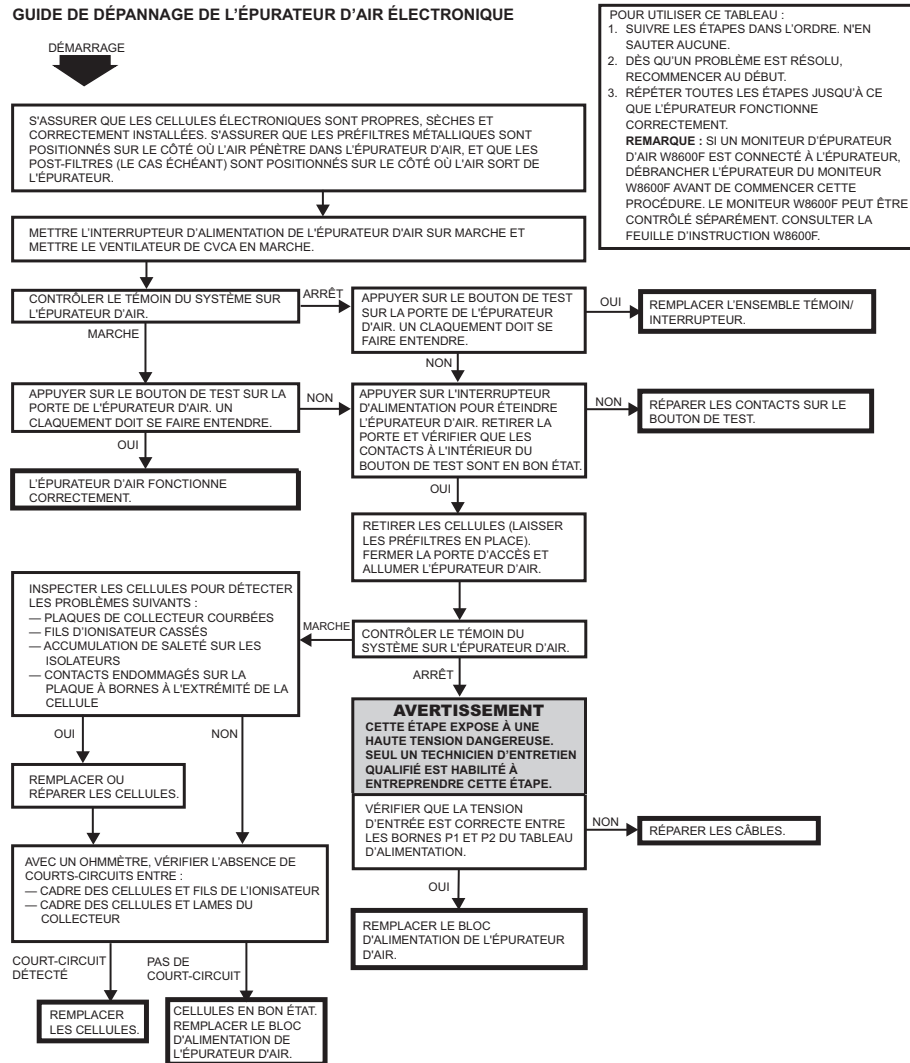 GUIDE DE DÉPANNAGE DE L'ÉPURATEUR D'AIR ÉLECTRONIQUE
POUR UTILISER CE TABLEAU :
1. SUIVRE LES ÉTAPES DANS L'ORDRE. N'EN
SAUTER AUCUNE.
2. DÈS QU'UN PROBLÈME EST RÉSOLU,
RECOMMENCER AU DÉBUT.
3. RÉPÉTER TOUTES LES ÉTAPES JUSQU'À CE
QUE L'ÉPURATEUR FONCTIONNE
CORRECTEMENT.
REMARQUE : SI UN MONITEUR D'ÉPURATEUR
D'AIR W8600F EST CONNECTÉ À L'ÉPURATEUR,
DÉBRANCHER L'ÉPURATEUR DU MONITEUR
W8600F AVANT DE COMMENCER CETTE
PROCÉDURE. LE MONITEUR W8600F PEUT ÊTRE
CONTRÔLÉ SÉPARÉMENT. CONSULTER LA
FEUILLE D'INSTRUCTION W8600F.
DÉMARRAGE
S'ASSURER QUE LES CELLULES ÉLECTRONIQUES SONT PROPRES, SÈCHES ET
CORRECTEMENT INSTALLÉES. S'ASSURER QUE LES PRÉFILTRES MÉTALLIQUES SONT
POSITIONNÉS SUR LE CÔTÉ OÙ L'AIR PÉNÈTRE DANS L'ÉPURATEUR D'AIR, ET QUE LES
POST-FILTRES (LE CAS ÉCHÉANT) SONT POSITIONNÉS SUR LE CÔTÉ OÙ L'AIR SORT DE
L'ÉPURATEUR.
METTRE L'INTERRUPTEUR D'ALIMENTATION DE L'ÉPURATEUR D'AIR SUR MARCHE ET
METTRE LE VENTILATEUR DE CVCA EN MARCHE.
CONTRÔLER LE TÉMOIN DU SYSTÈME SUR
L'ÉPURATEUR D'AIR.
ARRÊT
APPUYER SUR LE BOUTON DE TEST
SUR LA PORTE DE L'ÉPURATEUR
D'AIR. UN CLAQUEMENT DOIT SE
FAIRE ENTENDRE.
OUI
REMPLACER L'ENSEMBLE TÉMOIN/
INTERRUPTEUR.
MARCHE
NON
APPUYER SUR LE BOUTON DE TEST SUR LA
PORTE DE L'ÉPURATEUR D'AIR. UN
CLAQUEMENT DOIT SE FAIRE ENTENDRE.
NON
APPUYER SUR L'INTERRUPTEUR
D'ALIMENTATION POUR ÉTEINDRE
L'ÉPURATEUR D'AIR. RETIRER LA
PORTE ET VÉRIFIER QUE LES
CONTACTS À L'INTÉRIEUR DU
BOUTON DE TEST SONT EN BON ÉTAT.
NON
RÉPARER LES CONTACTS SUR LE
BOUTON DE TEST.
OUI
L'ÉPURATEUR D'AIR FONCTIONNE
CORRECTEMENT.
OUI
RETIRER LES CELLULES (LAISSER
LES PRÉFILTRES EN PLACE).
FERMER LA PORTE D'ACCÈS ET
ALLUMER L'ÉPURATEUR D'AIR.
CONTRÔLER LE TÉMOIN DU
SYSTÈME SUR L'ÉPURATEUR D'AIR.
MARCHE
INSPECTER LES CELLULES POUR DÉTECTER
LES PROBLÈMES SUIVANTS :
— PLAQUES DE COLLECTEUR COURBÉES
— FILS D'IONISATEUR CASSÉS
— ACCUMULATION DE SALETÉ SUR LES
ISOLATEURS
— CONTACTS ENDOMMAGÉS SUR LA
PLAQUE À BORNES À L'EXTRÉMITÉ DE LA
CELLULE
ARRÊT
AVERTISSEMENT
CETTE ÉTAPE EXPOSE À UNE
HAUTE TENSION DANGEREUSE.
SEUL UN TECHNICIEN D'ENTRETIEN
QUALIFIÉ EST HABILITÉ À
ENTREPRENDRE CETTE ÉTAPE.
VÉRIFIER QUE LA TENSION
D'ENTRÉE EST CORRECTE ENTRE
LES BORNES P1 ET P2 DU TABLEAU
D'ALIMENTATION.
NON
RÉPARER LES CÂBLES.
OUI
REMPLACER LE BLOC
D'ALIMENTATION DE L'ÉPURATEUR
D'AIR.
OUI
NON
REMPLACER OU
RÉPARER LES CELLULES.
AVEC UN OHMMÈTRE, VÉRIFIER L'ABSENCE DE
COURTS-CIRCUITS ENTRE :
— CADRE DES CELLULES ET FILS DE L'IONISATEUR
— CADRE DES CELLULES ET LAMES DU
COLLECTEUR
COURT-CIRCUIT
DÉTECTÉ
PAS DE
COURT-CIRCUIT
REMPLACER
LES CELLULES.
CELLULES EN BON ÉTAT.
REMPLACER LE BLOC
D'ALIMENTATION DE
L'ÉPURATEUR D'AIR.